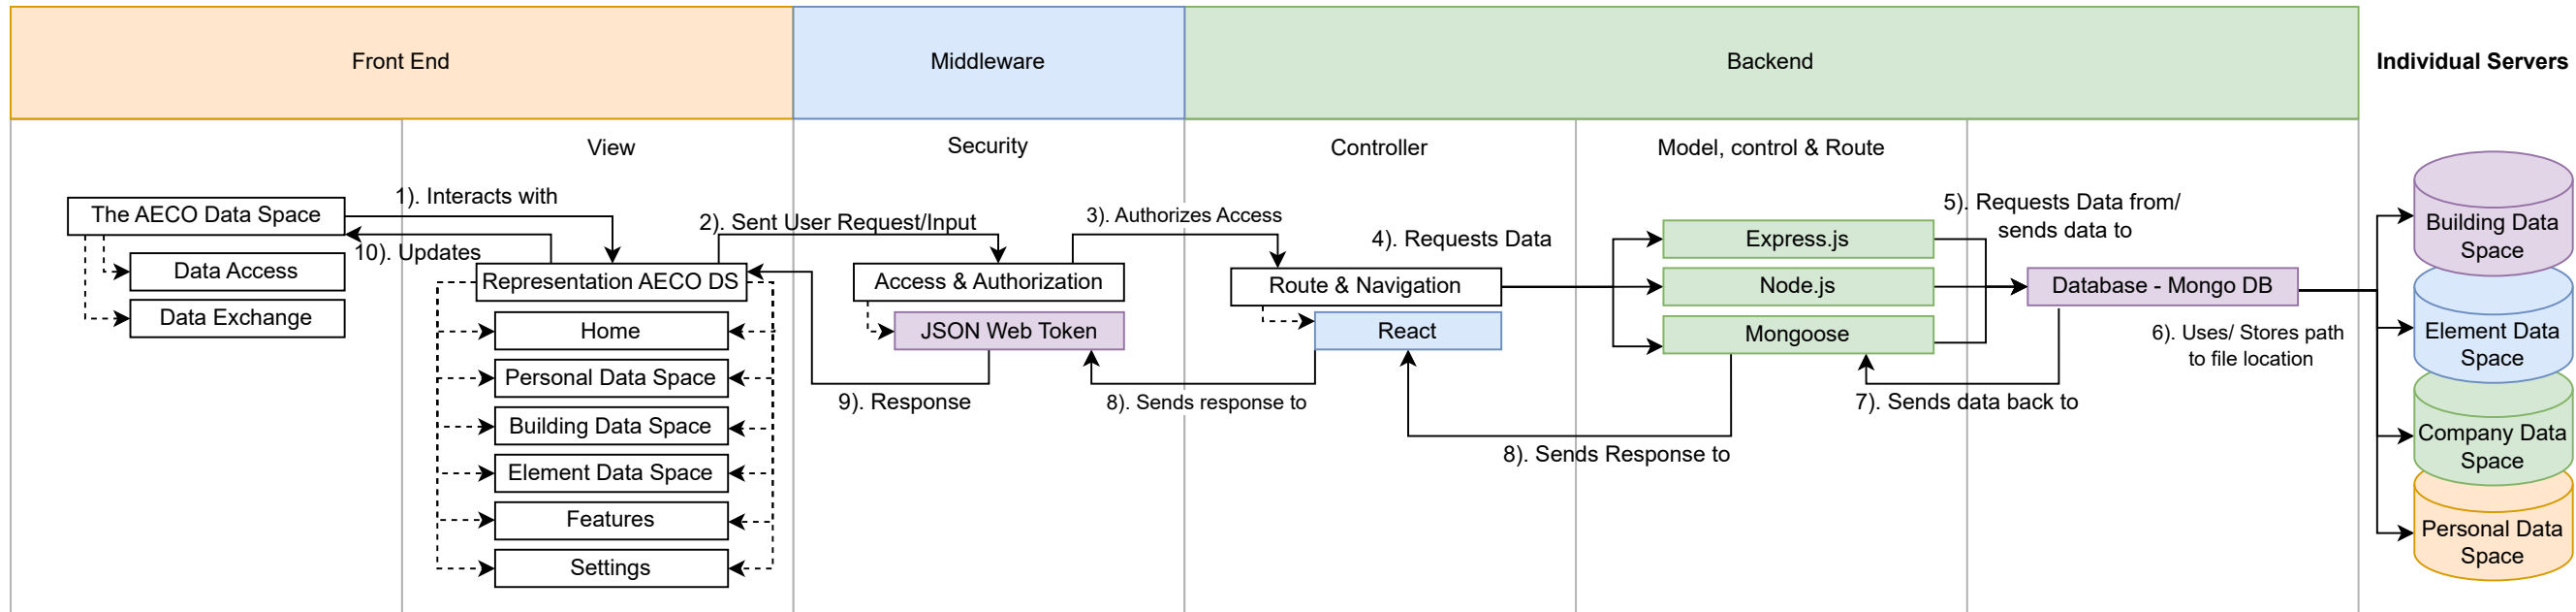 Front End
Middleware
Backend
Individual Servers
View
Security
Controller
Model, control & Route
The AECO Data Space
Data Access
Data Exchange
1). Interacts with
10). Updates
Representation AECO DS
Home
Personal Data Space
Building Data Space
Element Data Space
Features
Settings
2). Sent User Request/Input
Access & Authorization
JSON Web Token
9). Response
3). Authorizes Access
8). Sends response to
Route & Navigation
React
4). Requests Data
Express.js
Node.js
Mongoose
8). Sends Response to
5). Requests Data from/
sends data to
Database - Mongo DB
7). Sends data back to
6). Uses/ Stores path
to file location
Building Data
Space
Element Data
Space
Company Data
Space
Personal Data
Space